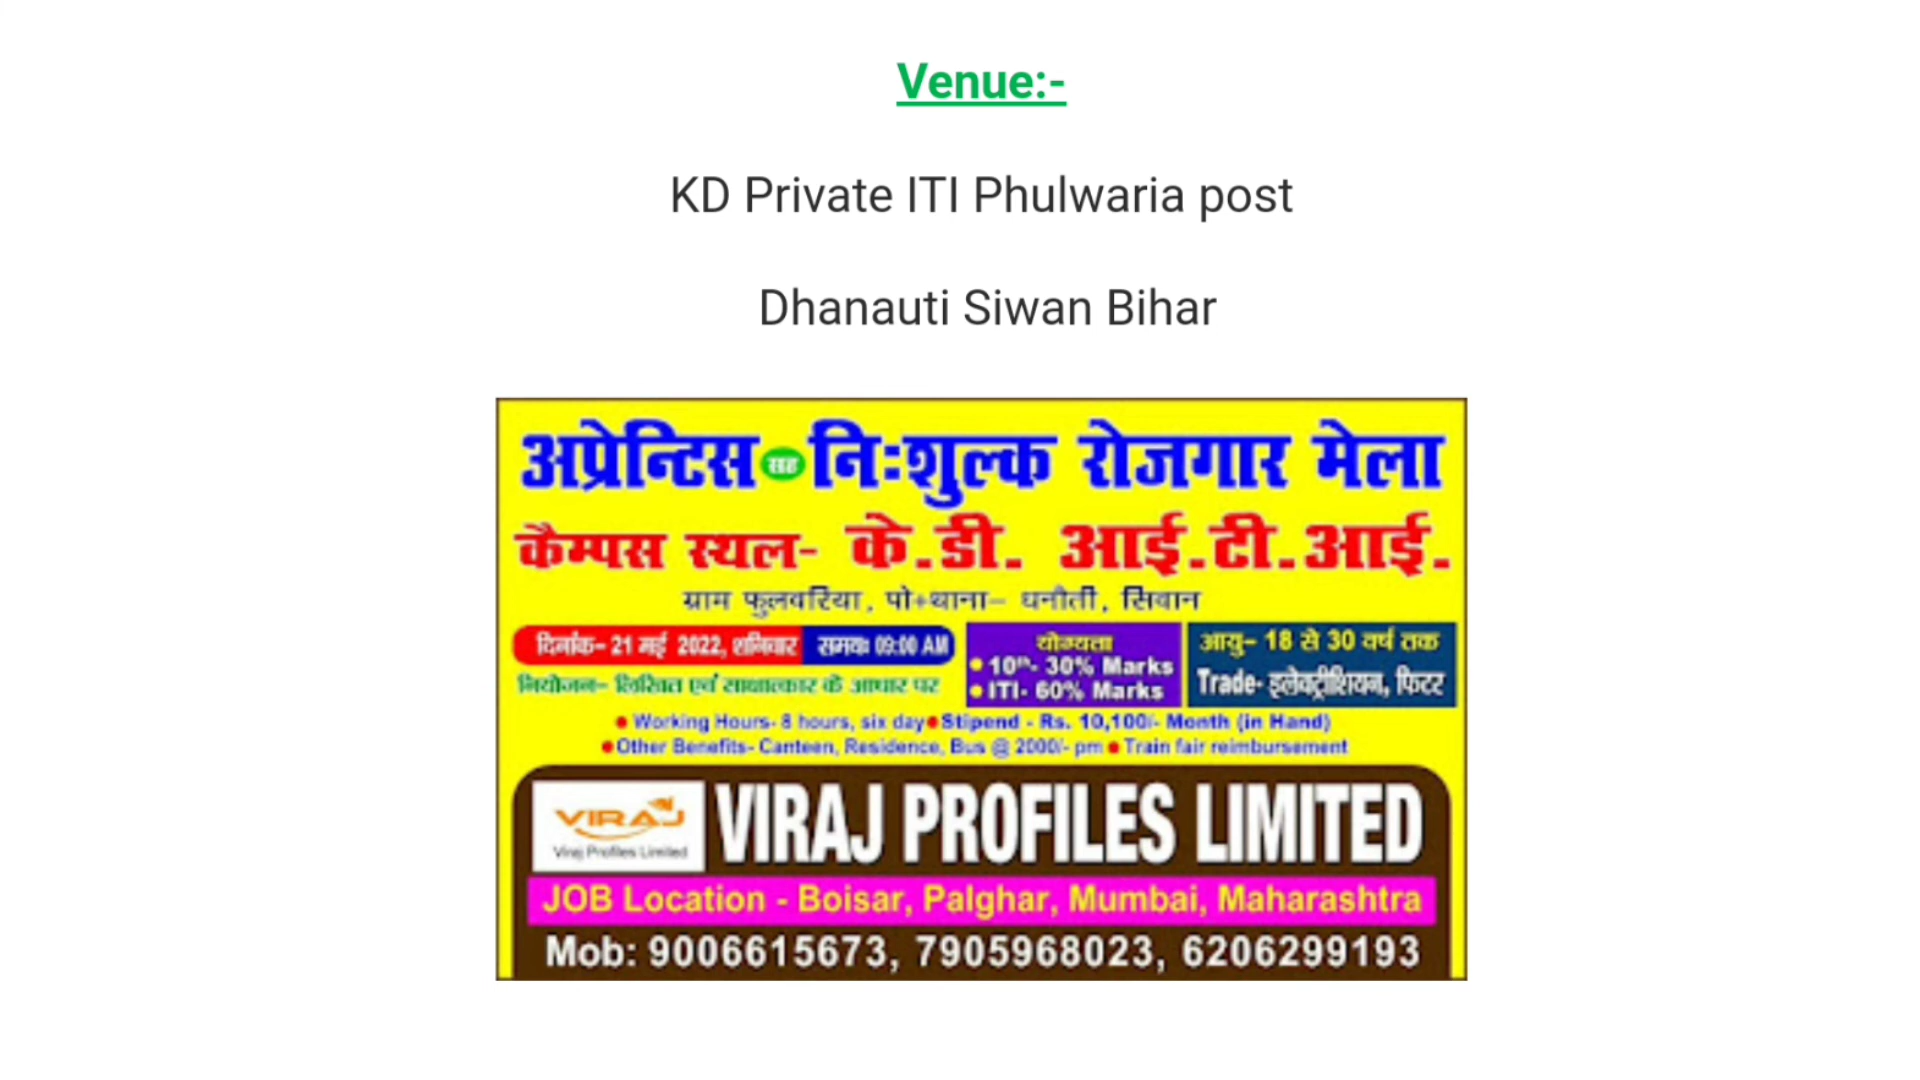 Venue:-
KD Private ITI Phulwaria post
Dhanauti Siwan Bihar
अप्रेन्टिस सह निःशुल्क रोजगार मेला
कैम्पस स्थल- के.डी. आई.टी.आई.
ग्राम फुलवरिया, पो+थाना- धनौती, सिवान
दिनांक- 21 मई 2022, शनिवार समयः 09:00 AM
नियोजन- लिखित एवं साक्षात्कार के आधार पर
योग्यता
10th- 30% Marks
ITI- 60% Marks
आयु- 18 से 30 वर्ष तक
Trade- इलेक्ट्रीशियन, फिटर
Working Hours- 8 hours, six day Stipend - Rs. 10,100/- Month (in Hand)
Other Benefits- Canteen, Residence, Bus @ 2000/- pm Train fair reimbursement
VIRAJ
Viraj Profiles Limited
VIRAJ PROFILES LIMITED
JOB Location - Boisar, Palghar, Mumbai, Maharashtra
Mob: 9006615673, 7905968023, 6206299193